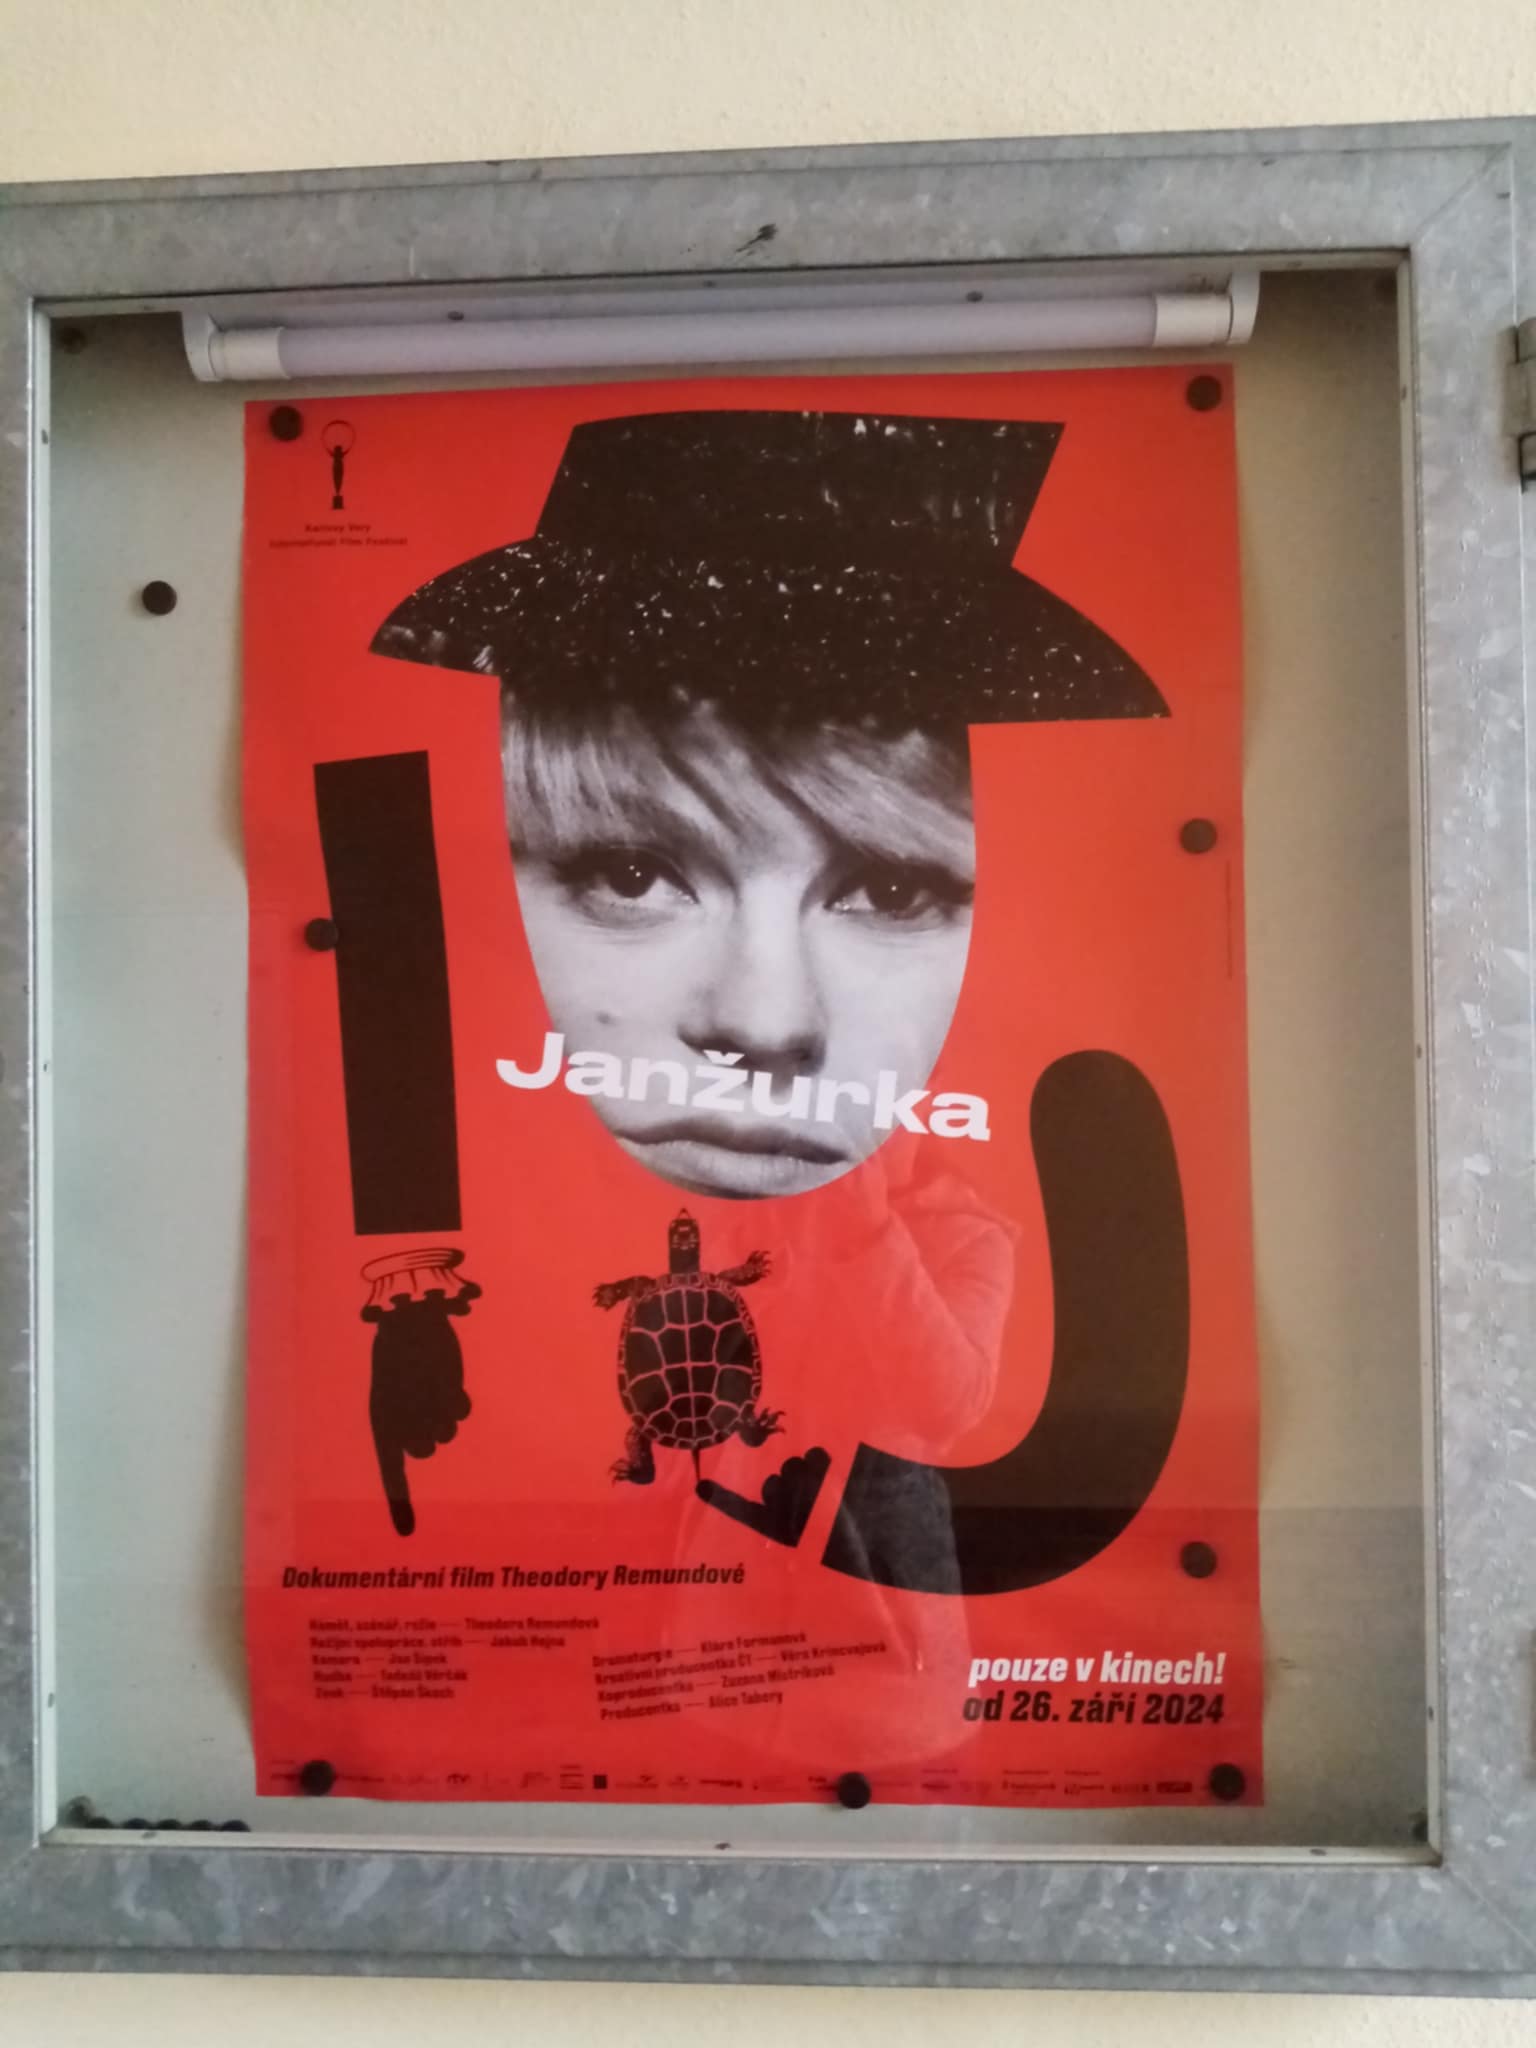 Karlovy Vary
International Film Festival
Janžurka
Dokumentární film Theodory Remundové
Námět, scénář, režie — Theodora Remundová
Režijní spolupráce, střih — Jakub Hejna
Kamera — Jan Šípek
Hudba — Tadeáš Věrčák
Zvuk — Štěpán Škoch
Dramaturgie — Klára Formanová
Kreativní producentka ČT — Věra Krincvajová
Koproducentka — Zuzana Mistríková
Producentka — Alice Tabery
pouze v kinech!
od 26. září 2024